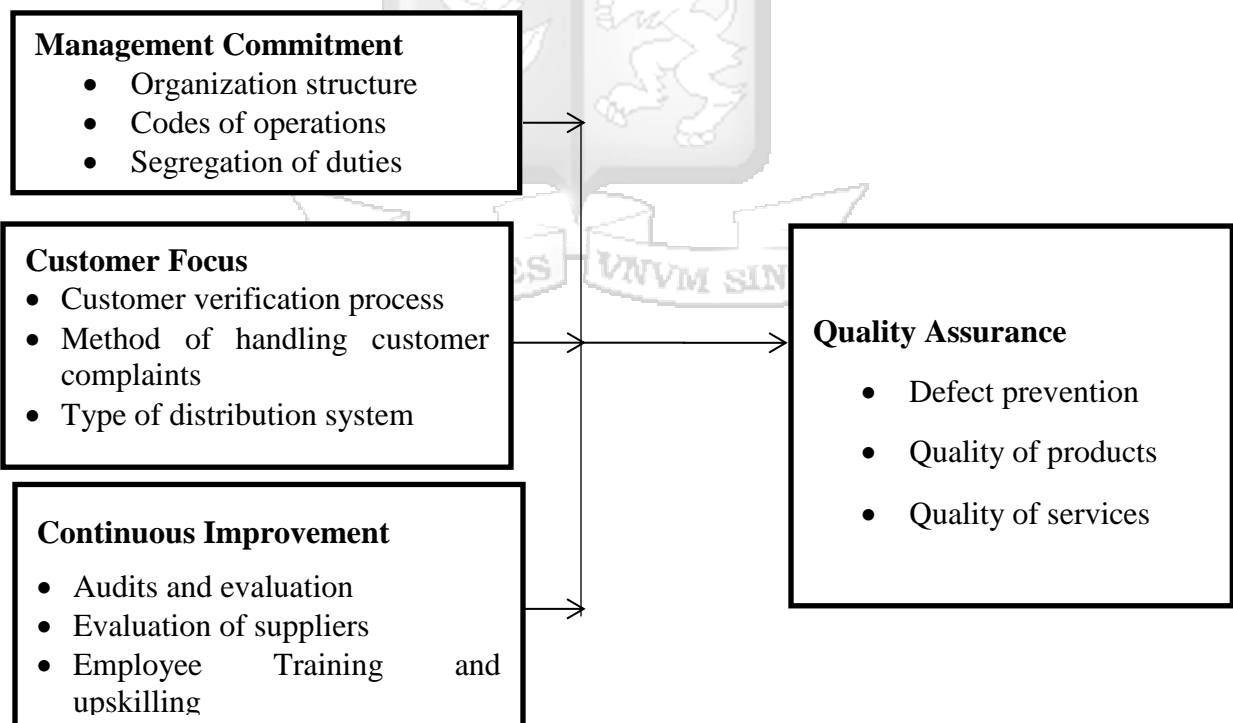 Management Commitment
• Organization structure
• Codes of operations
• Segregation of duties
Customer Focus
• Customer verification process
• Method of handling customer
complaints
• Type of distribution system
Continuous Improvement
• Audits and evaluation
• Evaluation of suppliers
• Employee Training and
upskilling
Quality Assurance
• Defect prevention
• Quality of products
• Quality of services
VNVM SIN